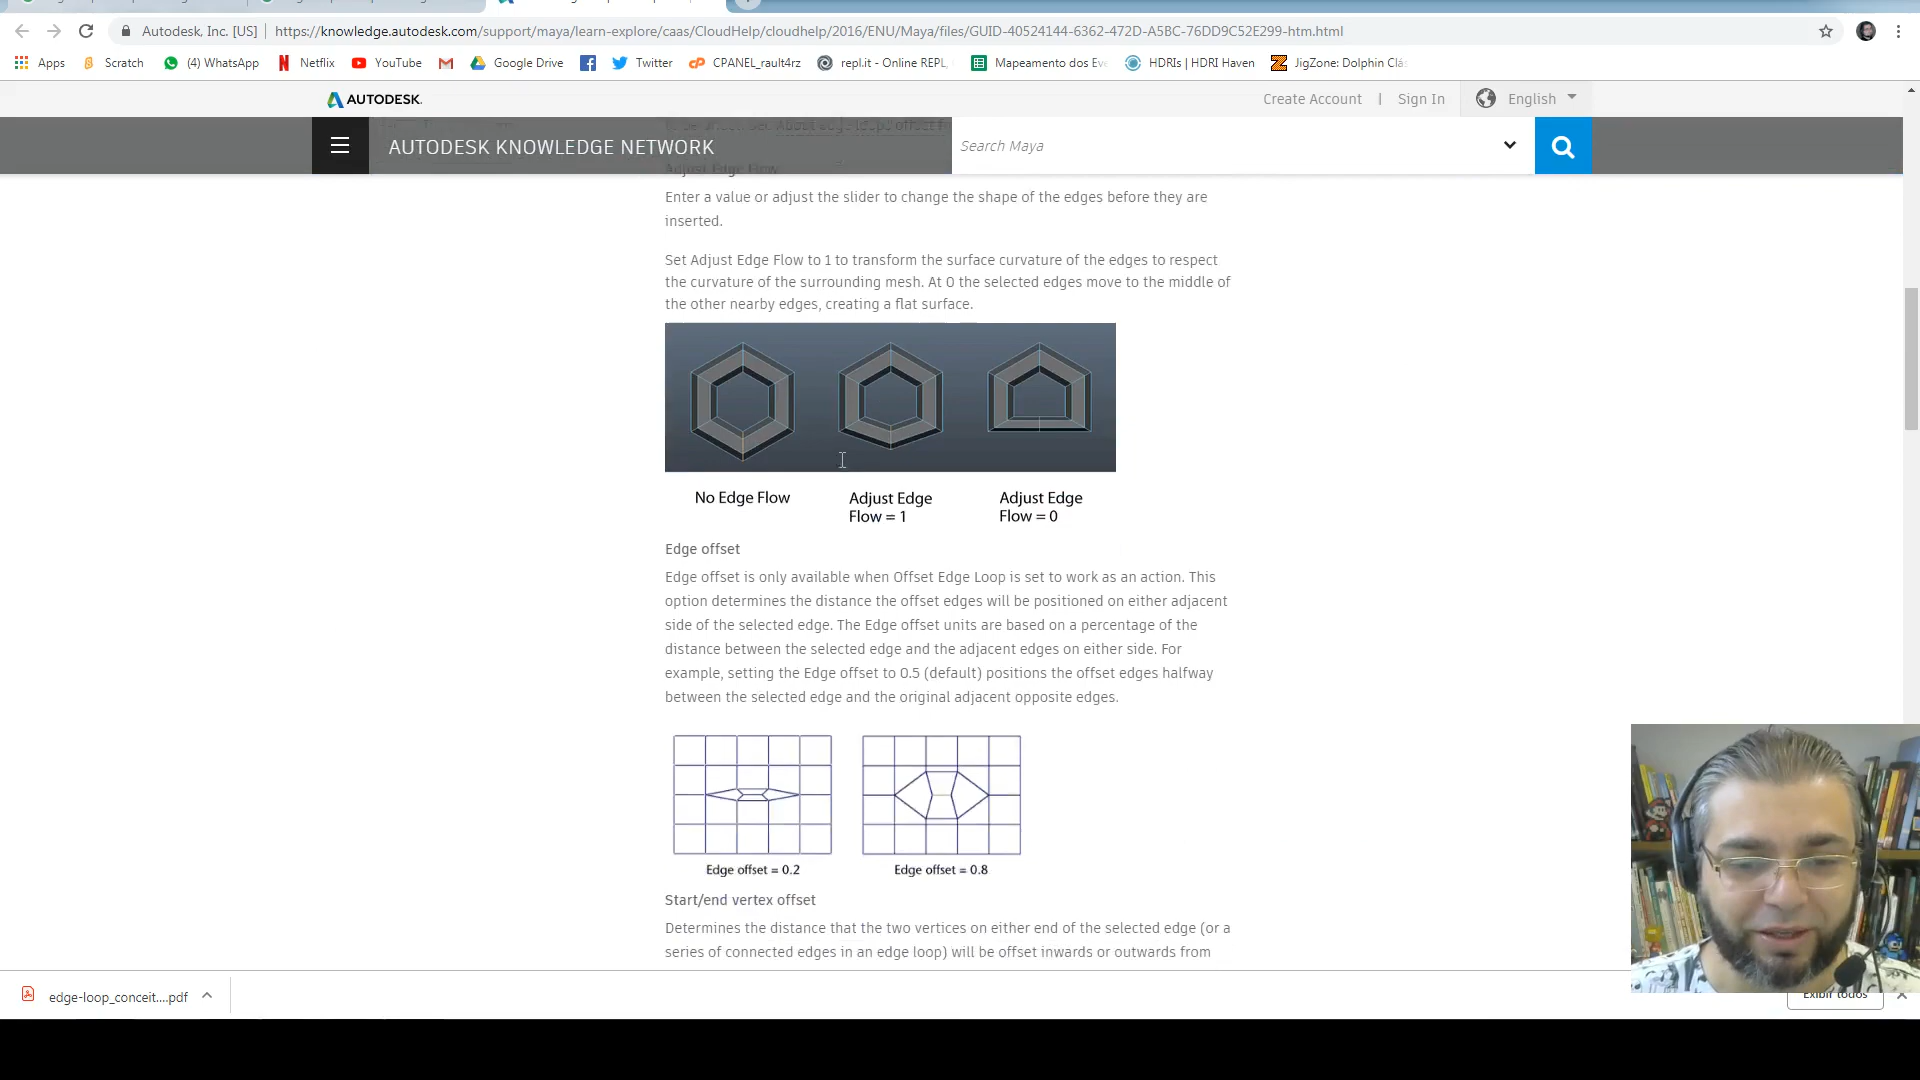 Autodesk, Inc. [US] | https://knowledge.autodesk.com/support/maya/learn-explore/caas/CloudHelp/cloudhelp/2016/ENU/Maya/files/GUID-40524144-6362-472D-A5BC-76DD9C52E299-htm.html
Apps Scratch (4) WhatsApp Netflix YouTube Google Drive Twitter CPANEL_rault4rz repl.it - Online REPL, Mapeamento dos Eve HDRIs | HDRI Haven JigZone: Dolphin Clás
AUTODESK. Create Account | Sign In English
AUTODESK KNOWLEDGE NETWORK Search Maya
Adjust Edge Flow
Enter a value or adjust the slider to change the shape of the edges before they are
inserted.
Set Adjust Edge Flow to 1 to transform the surface curvature of the edges to respect
the curvature of the surrounding mesh. At 0 the selected edges move to the middle of
the other nearby edges, creating a flat surface.
No Edge Flow
Adjust Edge
Flow = 1
Adjust Edge
Flow = 0
Edge offset
Edge offset is only available when Offset Edge Loop is set to work as an action. This
option determines the distance the offset edges will be positioned on either adjacent
side of the selected edge. The Edge offset units are based on a percentage of the
distance between the selected edge and the adjacent edges on either side. For
example, setting the Edge offset to 0.5 (default) positions the offset edges halfway
between the selected edge and the original adjacent opposite edges.
Edge offset = 0.2 Edge offset = 0.8
Start/end vertex offset
Determines the distance that the two vertices on either end of the selected edge (or a
series of connected edges in an edge loop) will be offset inwards or outwards from
edge-loop_conceit....pdf
Exibir todos